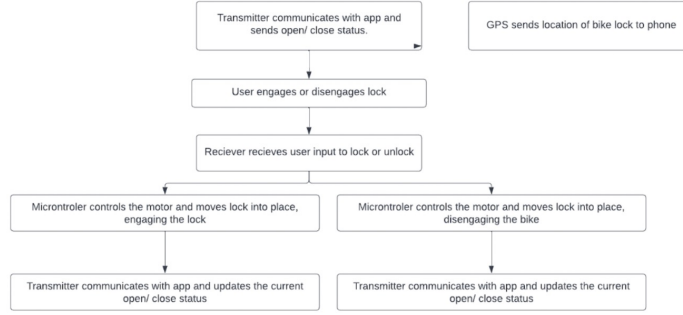 Transmitter communicates with app and
sends open/ close status.
GPS sends location of bike lock to phone
User engages or disengages lock
Reciever recieves user input to lock or unlock
Microntroler controls the motor and moves lock into place,
engaging the lock
Microntroler controls the motor and moves lock into place,
disengaging the bike
Transmitter communicates with app and updates the current
open/ close status
Transmitter communicates with app and updates the current
open/ close status